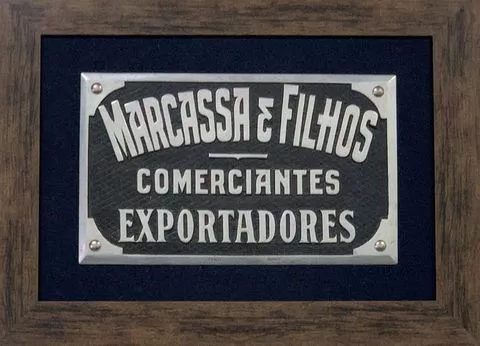 MARCASSA & FILHOS
COMERCIANTES
EXPORTADORES